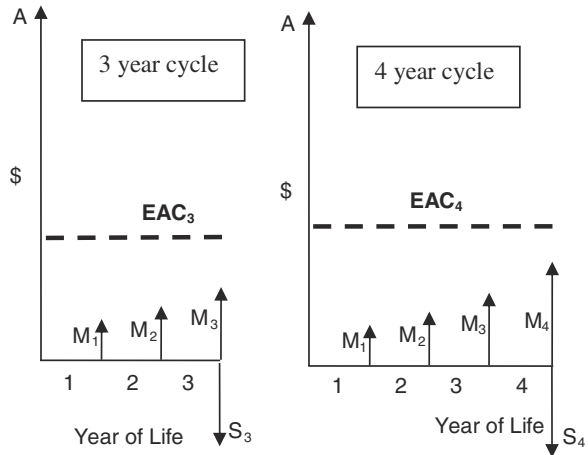 A
3 year cycle
$
EAC₃
M₁
M₂
M₃
1 2 3
Year of Life
S₃
A
4 year cycle
$
EAC₄
M₁
M₂
M₃
M₄
1 2 3 4
Year of Life
S₄